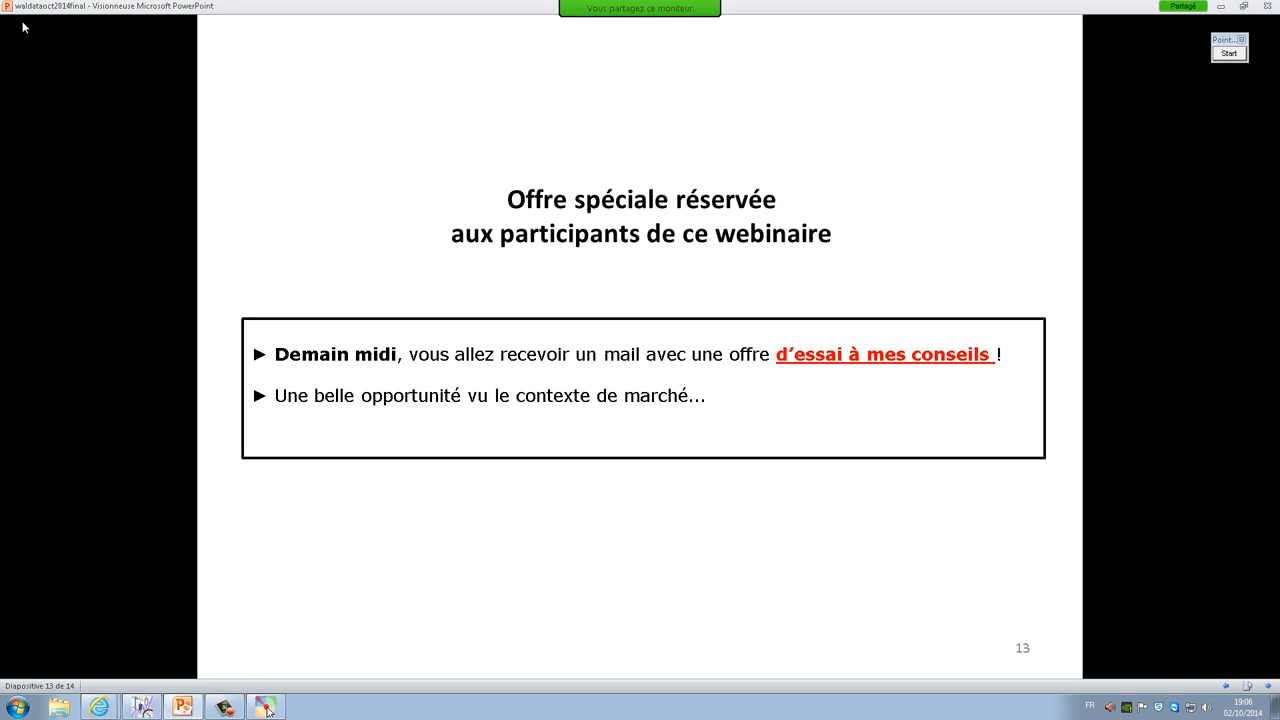 waldataoct2014final - Visionneuse Microsoft PowerPoint
Vous partagez ce moniteur.
Partagé
Point...
Start
Offre spéciale réservée
aux participants de ce webinaire
► Demain midi, vous allez recevoir un mail avec une offre d’essai à mes conseils !
► Une belle opportunité vu le contexte de marché...
13
Diapositive 13 de 14
FR
19:06
02/10/2014